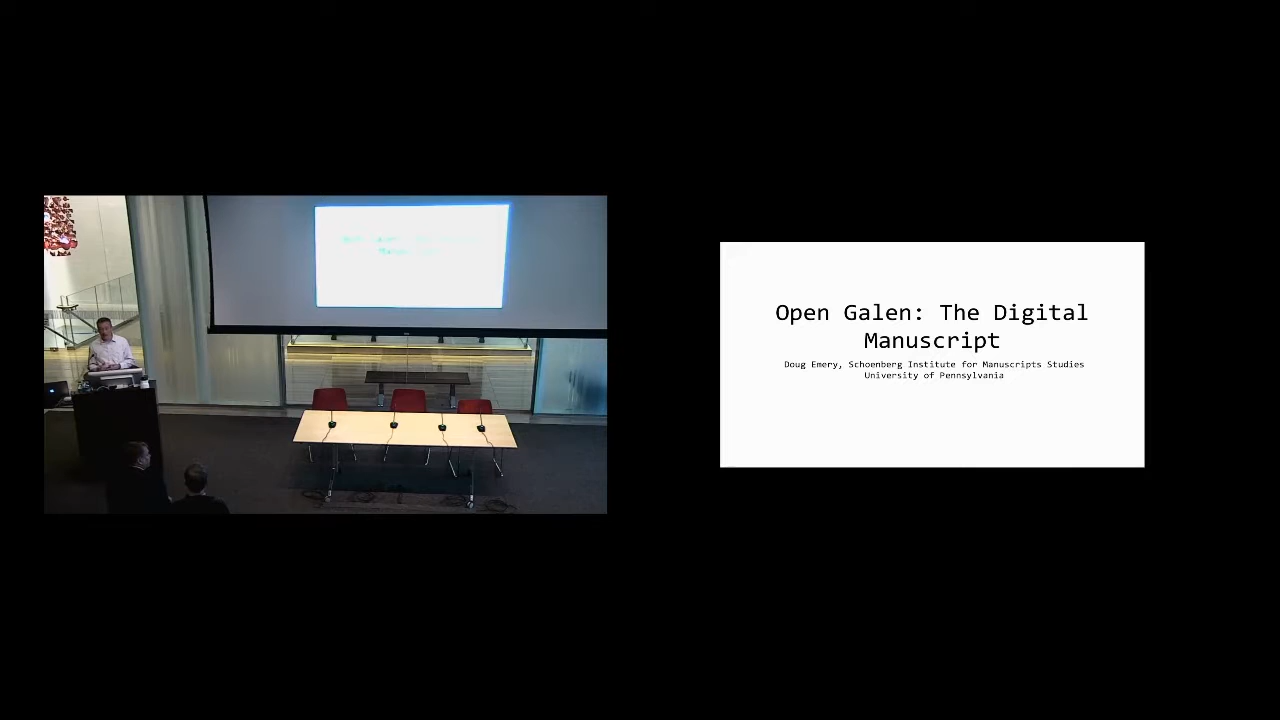 Open Galen: The Digital
Manuscript
Doug Emery, Schoenberg Institute for Manuscripts Studies
University of Pennsylvania